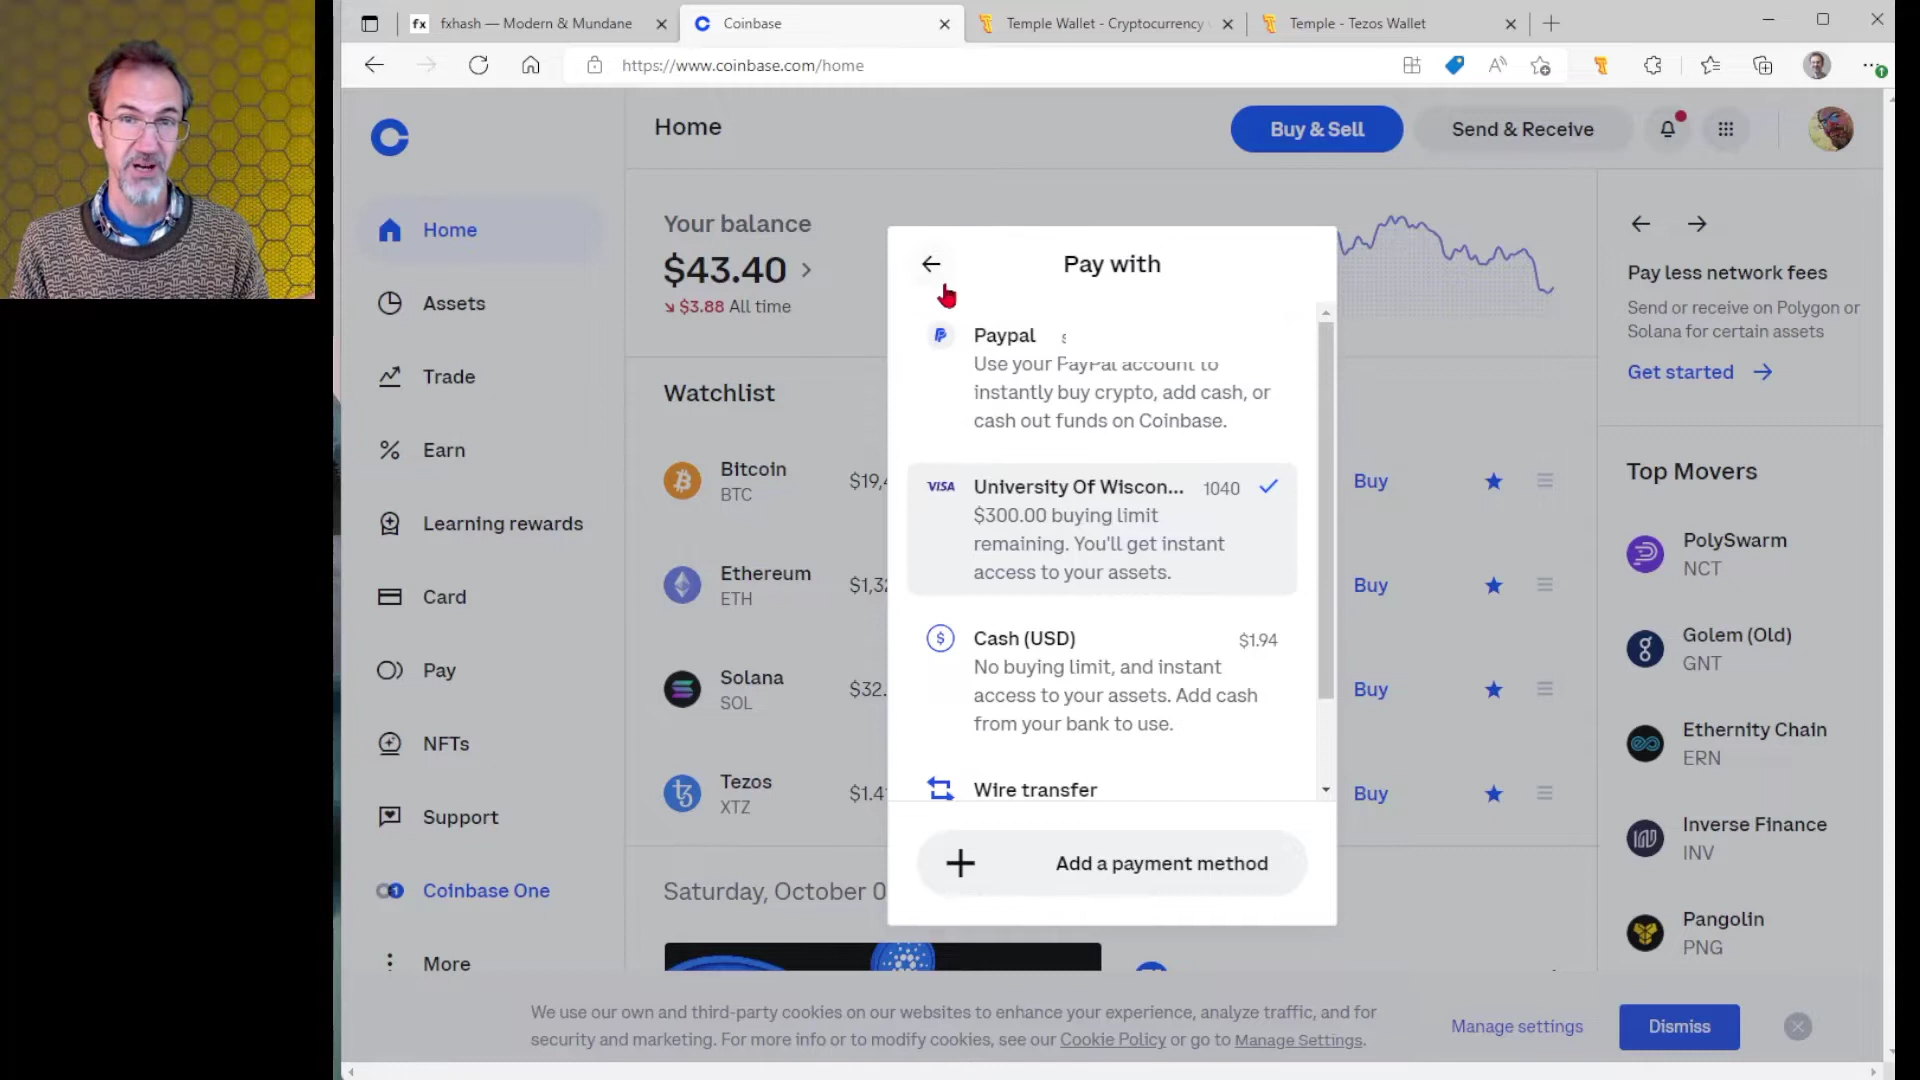 fx fxhash — Modern & Mundane
Coinbase
Temple Wallet - Cryptocurrency
Temple - Tezos Wallet
https://www.coinbase.com/home
Home
Buy & Sell
Send & Receive
Home
Assets
Trade
Earn
Learning rewards
Card
Pay
NFTs
Support
Coinbase One
More
Your balance
$43.40
$3.88 All time
Watchlist
Bitcoin
BTC
$19,4
Buy
Ethereum
ETH
$1,32
Buy
Solana
SOL
$32.
Buy
Tezos
XTZ
$1.4
Buy
Saturday, October 0
Pay with
Paypal
Use your PayPal account to
instantly buy crypto, add cash, or
cash out funds on Coinbase.
VISA
University Of Wiscon... 1040
$300.00 buying limit
remaining. You'll get instant
access to your assets.
Cash (USD) $1.94
No buying limit, and instant
access to your assets. Add cash
from your bank to use.
Wire transfer
Add a payment method
Pay less network fees
Send or receive on Polygon or
Solana for certain assets
Get started
Top Movers
PolySwarm
NCT
Golem (Old)
GNT
Ethernity Chain
ERN
Inverse Finance
INV
Pangolin
PNG
We use our own and third-party cookies on our websites to enhance your experience, analyze traffic, and for
security and marketing. For more info or to modify cookies, see our Cookie Policy or go to Manage Settings.
Manage settings
Dismiss